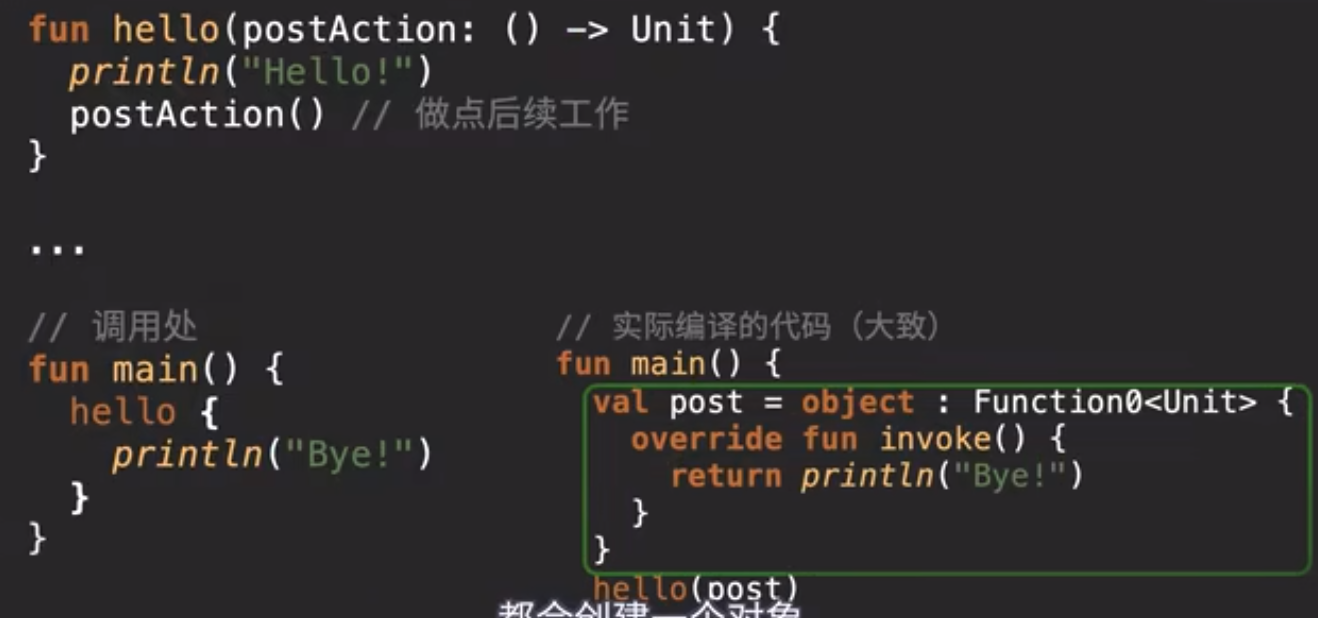 fun hello(postAction: () -> Unit) {
  println("Hello!")
  postAction() // 做点后续工作
}
...
// 调用处
fun main() {
  hello {
    println("Bye!")
  }
}
// 实际编译的代码（大致）
fun main() {
  val post = object : Function0<Unit> {
    override fun invoke() {
      return println("Bye!")
    }
  }
  hello(post)
都会创建一个对象